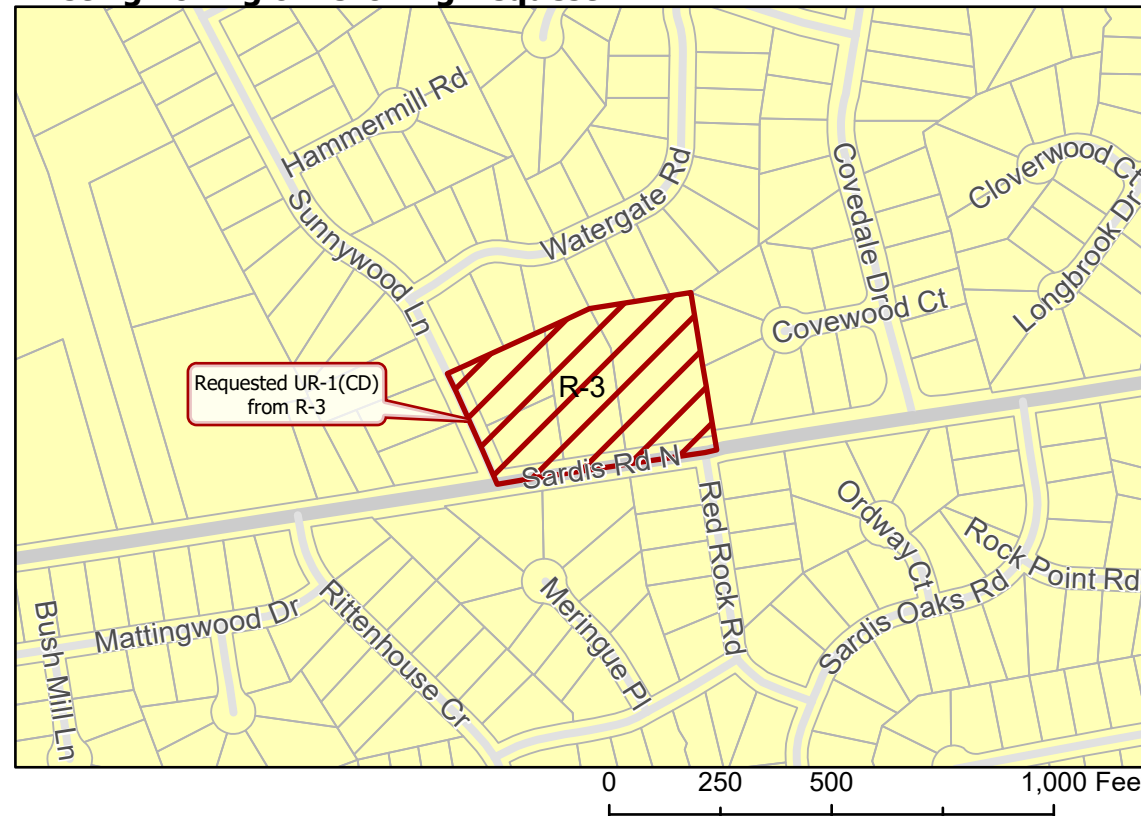 Hammermill Rd
Sunnywood Ln
Watergate Rd
Covedale Dr
Cloverwood Ct
Longbrook Dr
Covewood Ct
Requested UR-1(CD)
from R-3
R-3
Sardis Rd N
Red Rock Rd
Ordway Ct
Rock Point Rd
Sardis Oaks Rd
Meringue Pl
Rittenhouse Cr
Mattingwood Dr
Bush Mill Ln
0 250 500 1,000 Fee